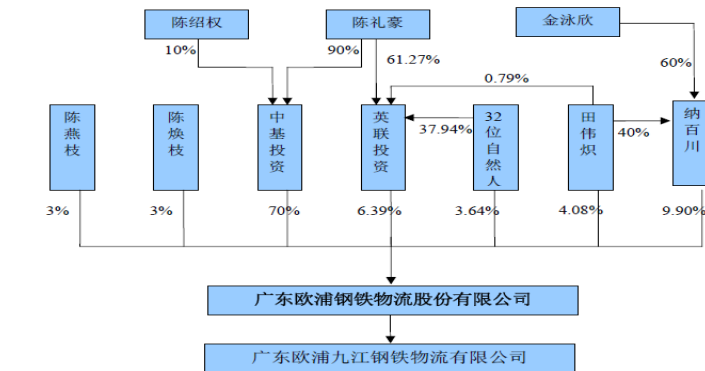 陈绍权
陈礼豪
金泳欣
10%
90%
61.27%
60%
0.79%
陈燕枝
陈焕枝
中基投资
英联投资
37.94%
32位自然人
田伟炽
40%
纳百川
3%
3%
70%
6.39%
3.64%
4.08%
9.90%
广东欧浦钢铁物流股份有限公司
广东欧浦九江钢铁物流有限公司